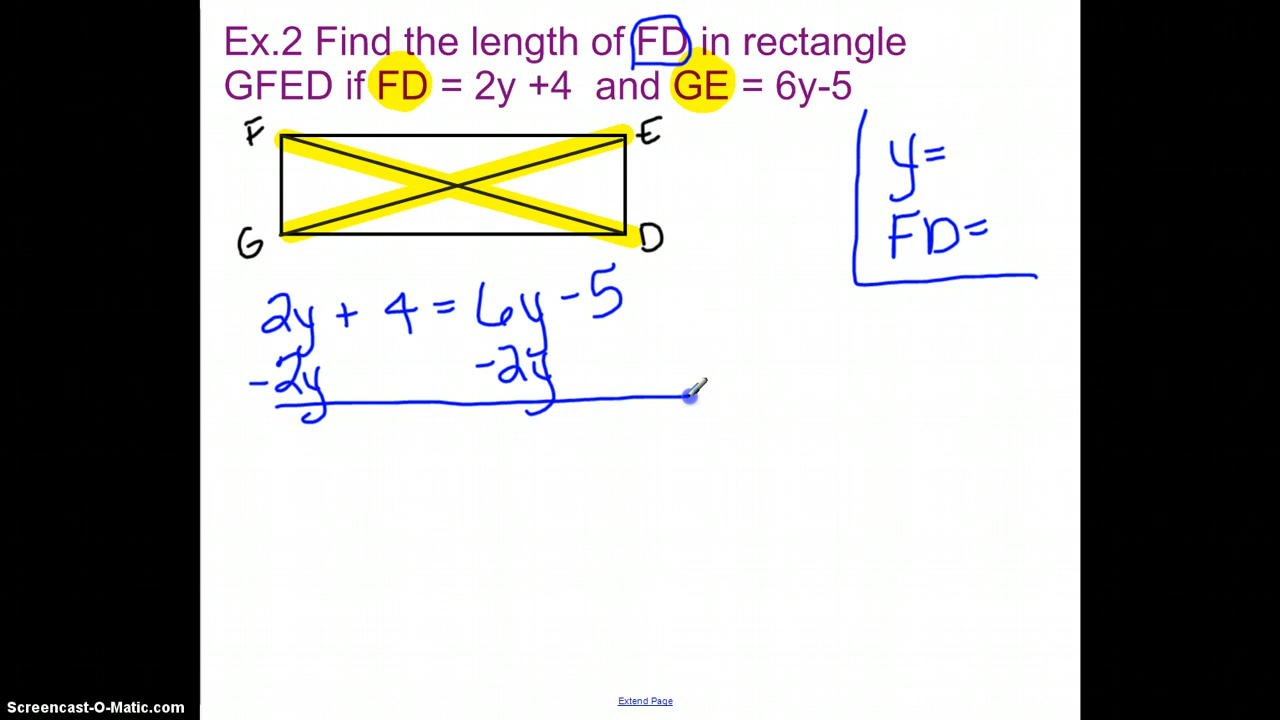 Ex.2 Find the length of FD in rectangle
GFED if FD = 2y +4 and GE = 6y-5
F E
G D
y=
FD=
2y + 4 = 6y - 5
-2y -2y
Extend Page
Screencast-O-Matic.com